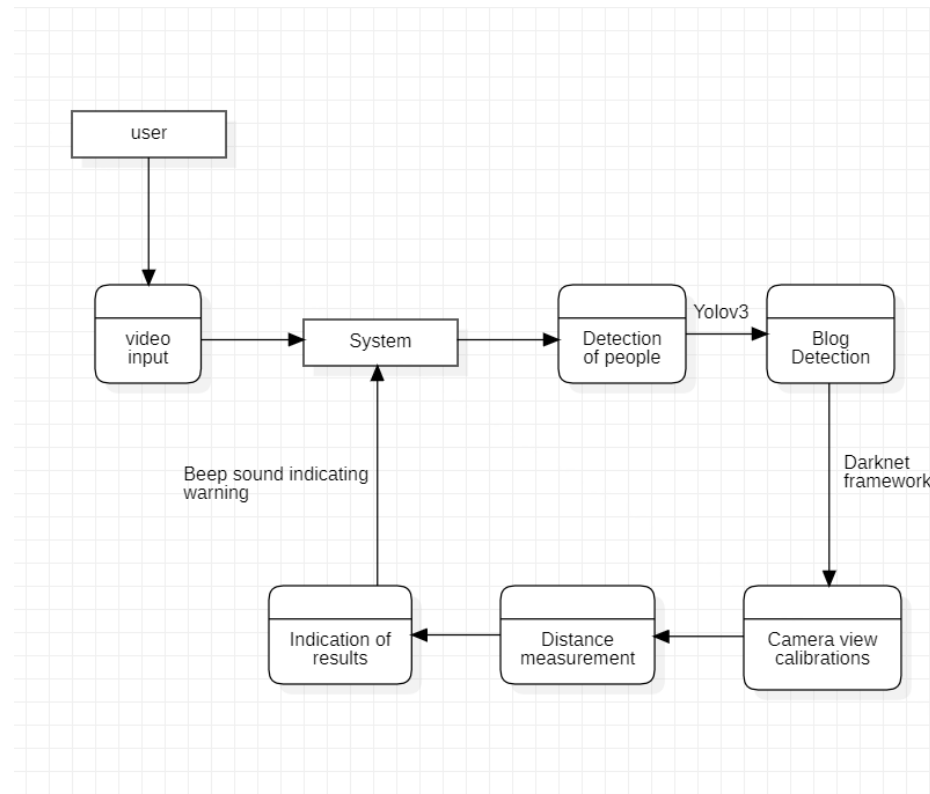 user
video
input
System
Detection
of people
Yolov3
Blog
Detection
Darknet
framework
Beep sound indicating
warning
Indication of
results
Distance
measurement
Camera view
calibrations